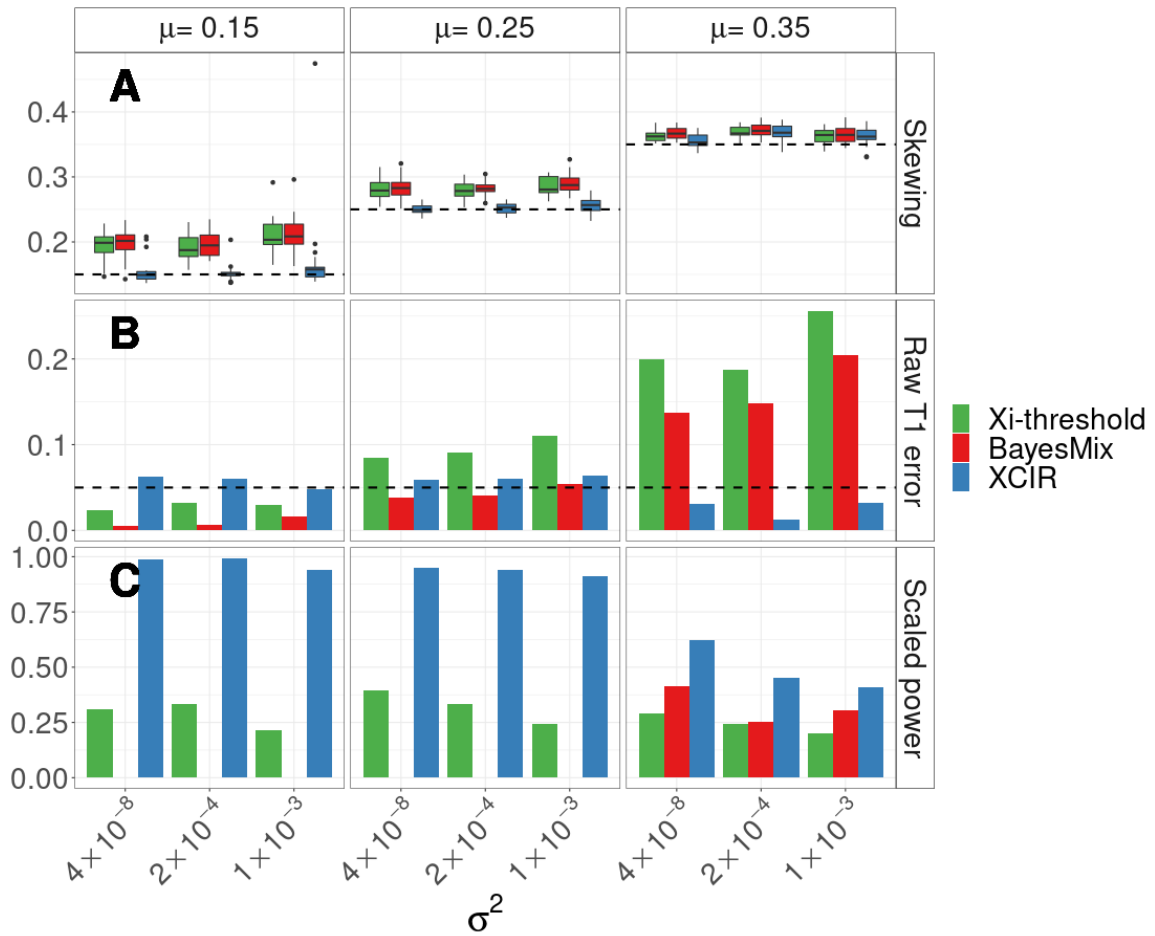 μ= 0.15
μ= 0.25
μ= 0.35
A
0.4
0.3
0.2
Skewing
B
0.2
0.1
0.0
Raw T1 error
Xi-threshold
BayesMix
XCIR
C
1.00
0.75
0.50
0.25
0.00
Scaled power
4×10⁻⁸
2×10⁻⁴
1×10⁻³
4×10⁻⁸
2×10⁻⁴
1×10⁻³
4×10⁻⁸
2×10⁻⁴
1×10⁻³
σ²